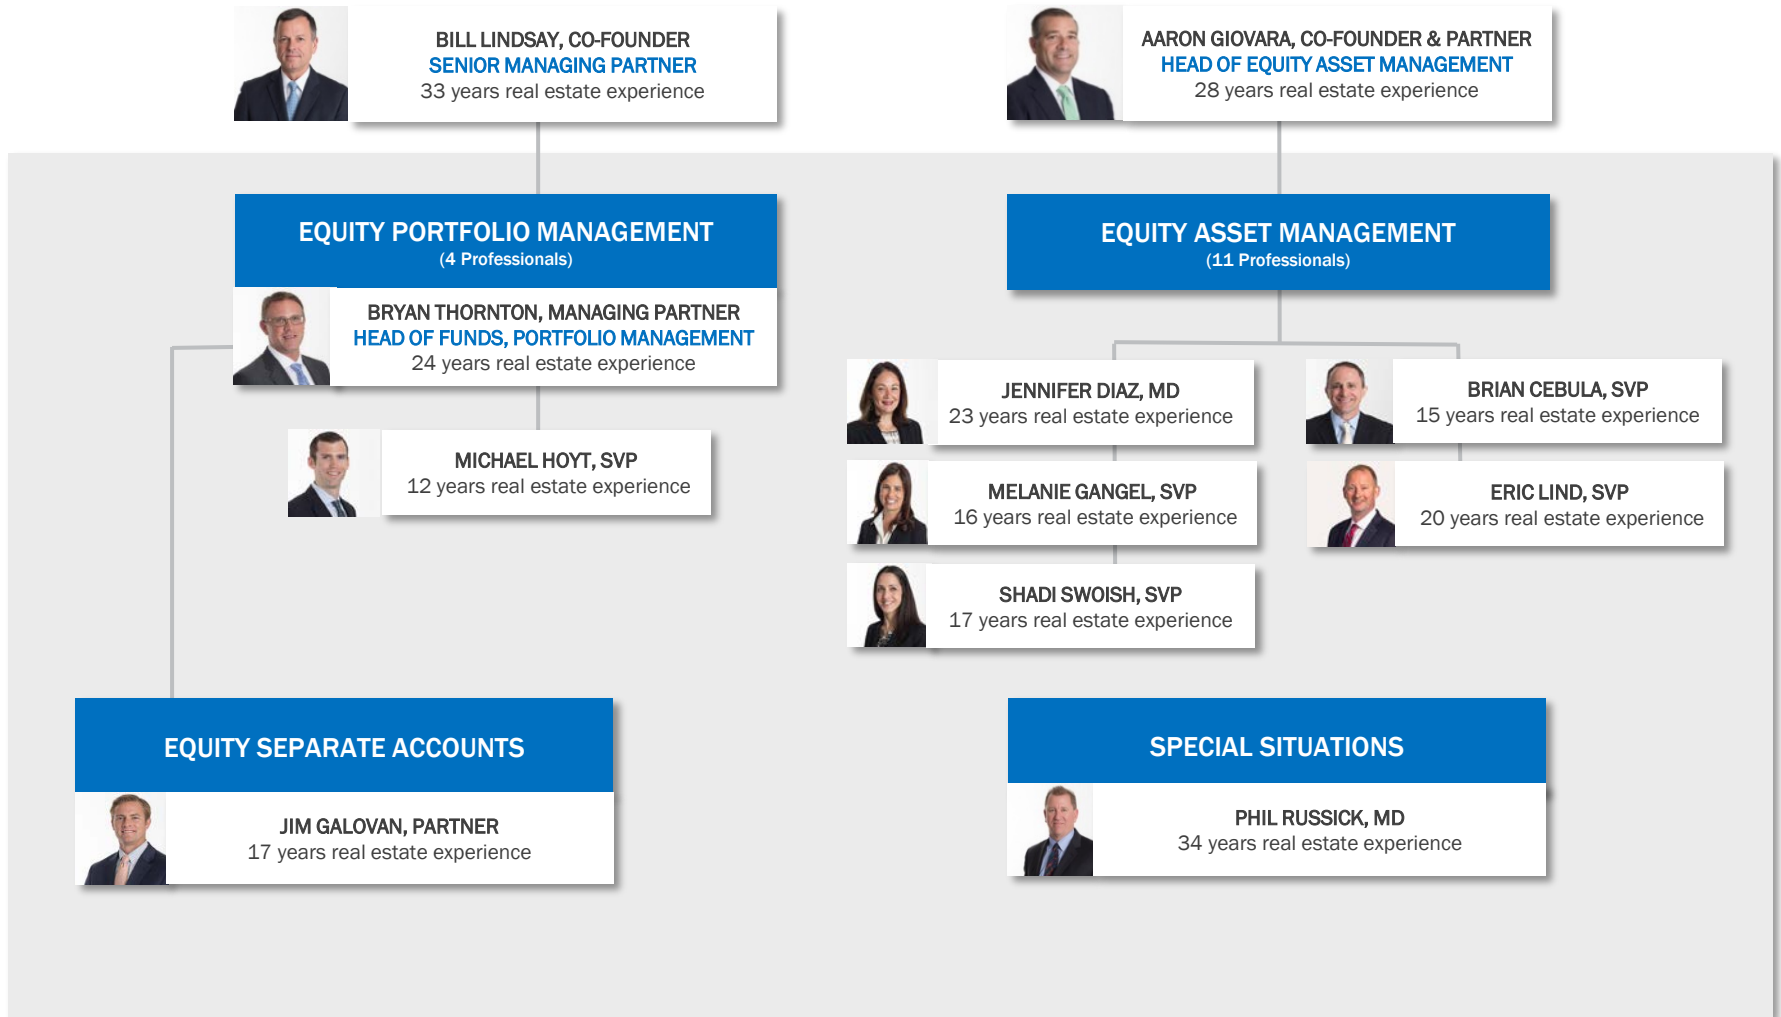 BILL LINDSAY, CO-FOUNDER
SENIOR MANAGING PARTNER
33 years real estate experience
AARON GIOVARA, CO-FOUNDER & PARTNER
HEAD OF EQUITY ASSET MANAGEMENT
28 years real estate experience
EQUITY PORTFOLIO MANAGEMENT
(4 Professionals)
BRYAN THORNTON, MANAGING PARTNER
HEAD OF FUNDS, PORTFOLIO MANAGEMENT
24 years real estate experience
MICHAEL HOYT, SVP
12 years real estate experience
EQUITY ASSET MANAGEMENT
(11 Professionals)
JENNIFER DIAZ, MD
23 years real estate experience
MELANIE GANGEL, SVP
16 years real estate experience
SHADI SWOISH, SVP
17 years real estate experience
BRIAN CEBULA, SVP
15 years real estate experience
ERIC LIND, SVP
20 years real estate experience
EQUITY SEPARATE ACCOUNTS
JIM GALOVAN, PARTNER
17 years real estate experience
SPECIAL SITUATIONS
PHIL RUSSICK, MD
34 years real estate experience